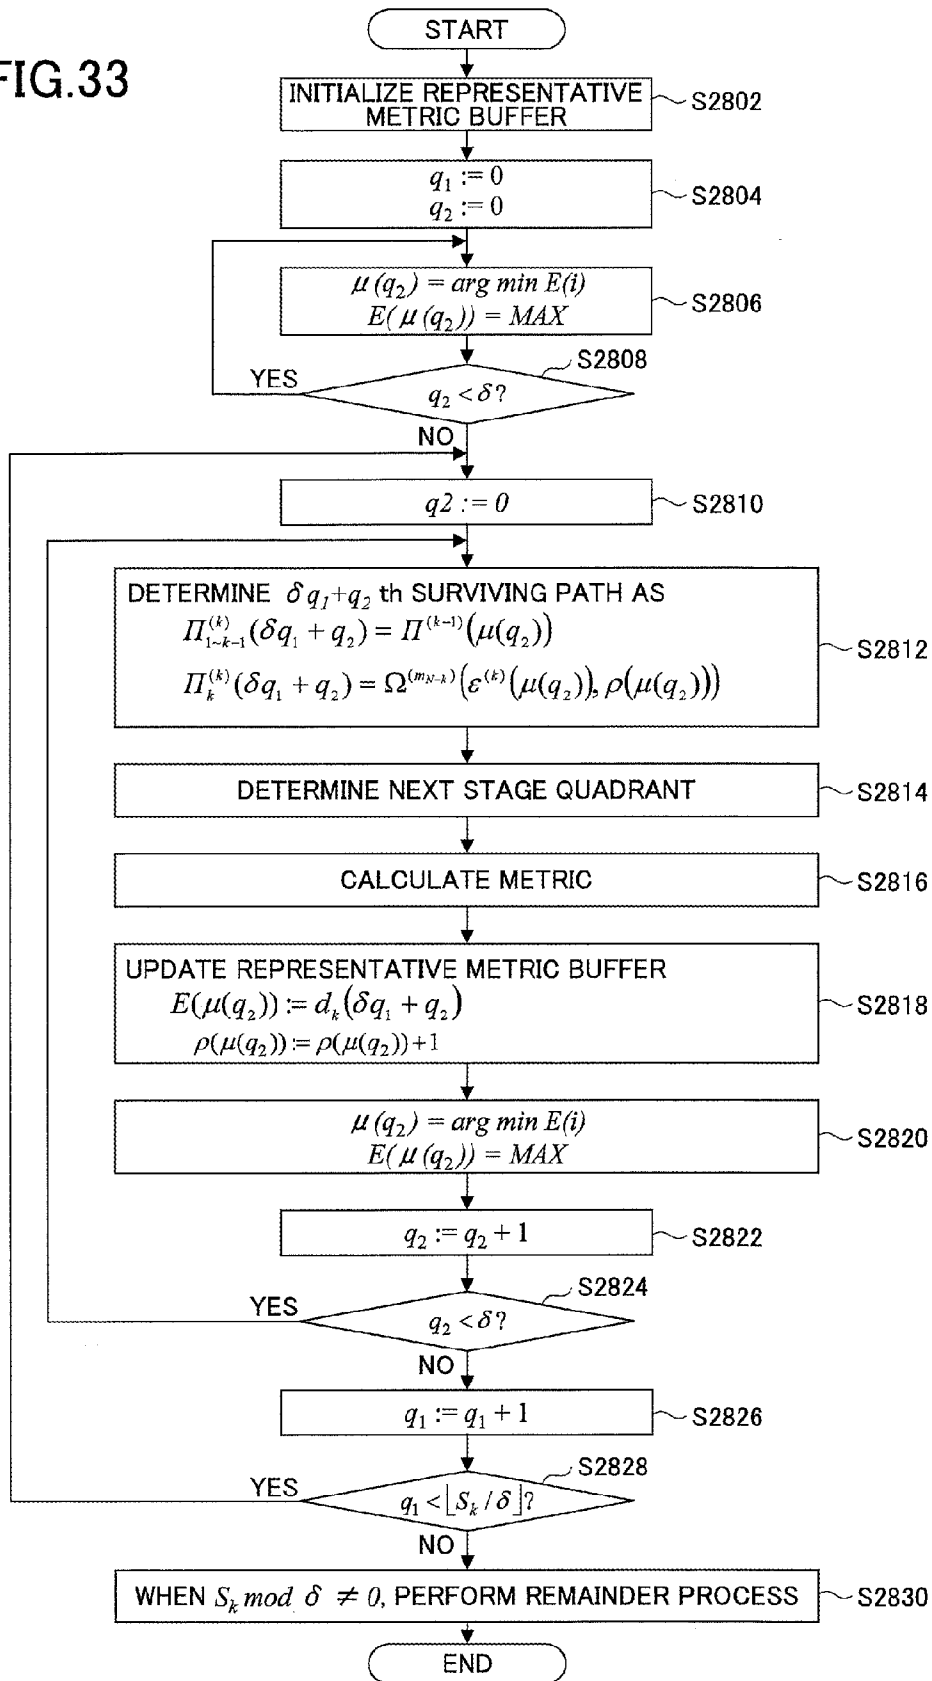 FIG.33
START
INITIALIZE REPRESENTATIVE
METRIC BUFFER
S2802
q₁ := 0
q₂ := 0
S2804
μ(q₂) = arg min E(i)
E(μ(q₂)) = MAX
S2806
S2808
YES
q₂ < δ?
NO
q2 := 0
S2810
DETERMINE δq₁+q₂ th SURVIVING PATH AS
Π₁~ₖ₋₁⁽ᵏ⁾(δq₁ + q₂) = Π⁽ᵏ⁻¹⁾(μ(q₂))
Πₖ⁽ᵏ⁾(δq₁ + q₂) = Ω^(m_{N-k})(ε⁽ᵏ⁾(μ(q₂)), ρ(μ(q₂)))
S2812
DETERMINE NEXT STAGE QUADRANT
S2814
CALCULATE METRIC
S2816
UPDATE REPRESENTATIVE METRIC BUFFER
E(μ(q₂)) := dₖ(δq₁ + q₂)
ρ(μ(q₂)) := ρ(μ(q₂)) + 1
S2818
μ(q₂) = arg min E(i)
E(μ(q₂)) = MAX
S2820
q₂ := q₂ + 1
S2822
S2824
YES
q₂ < δ?
NO
q₁ := q₁ + 1
S2826
S2828
YES
q₁ < ⌊Sₖ / δ⌋?
NO
WHEN Sₖ mod δ ≠ 0, PERFORM REMAINDER PROCESS
S2830
END